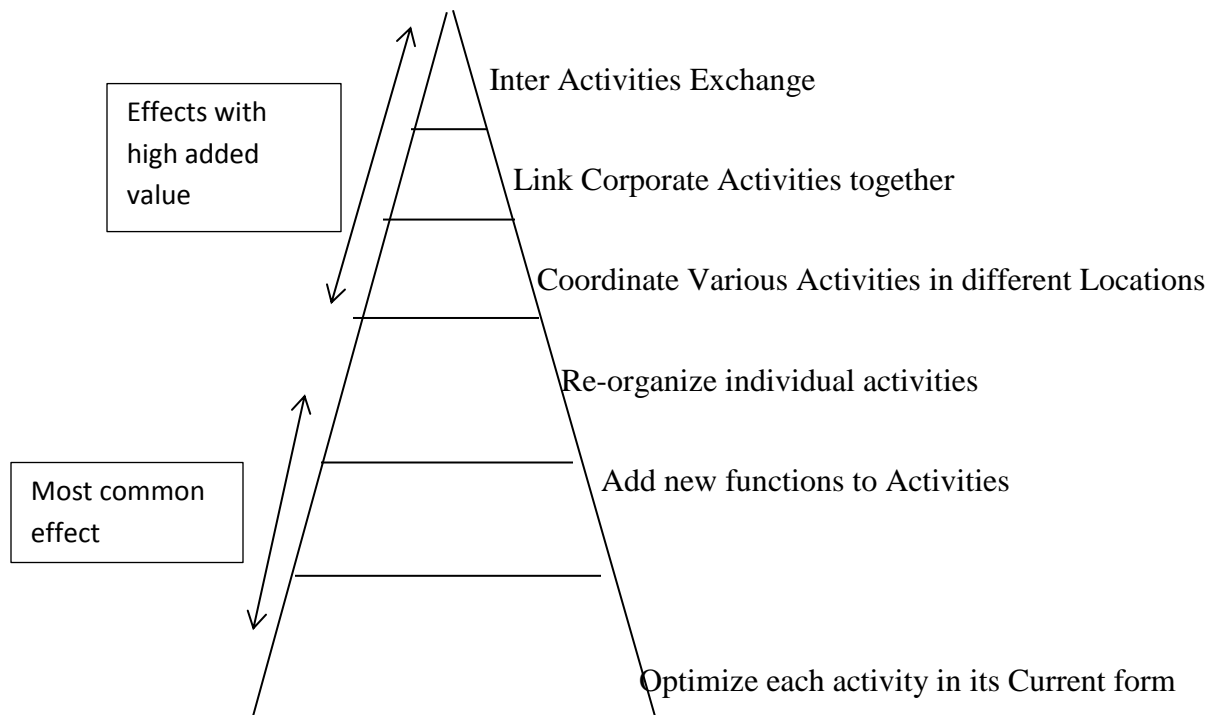 Inter Activities Exchange
Effects with
high added
value
Link Corporate Activities together
Coordinate Various Activities in different Locations
Re-organize individual activities
Add new functions to Activities
Most common
effect
Optimize each activity in its Current form